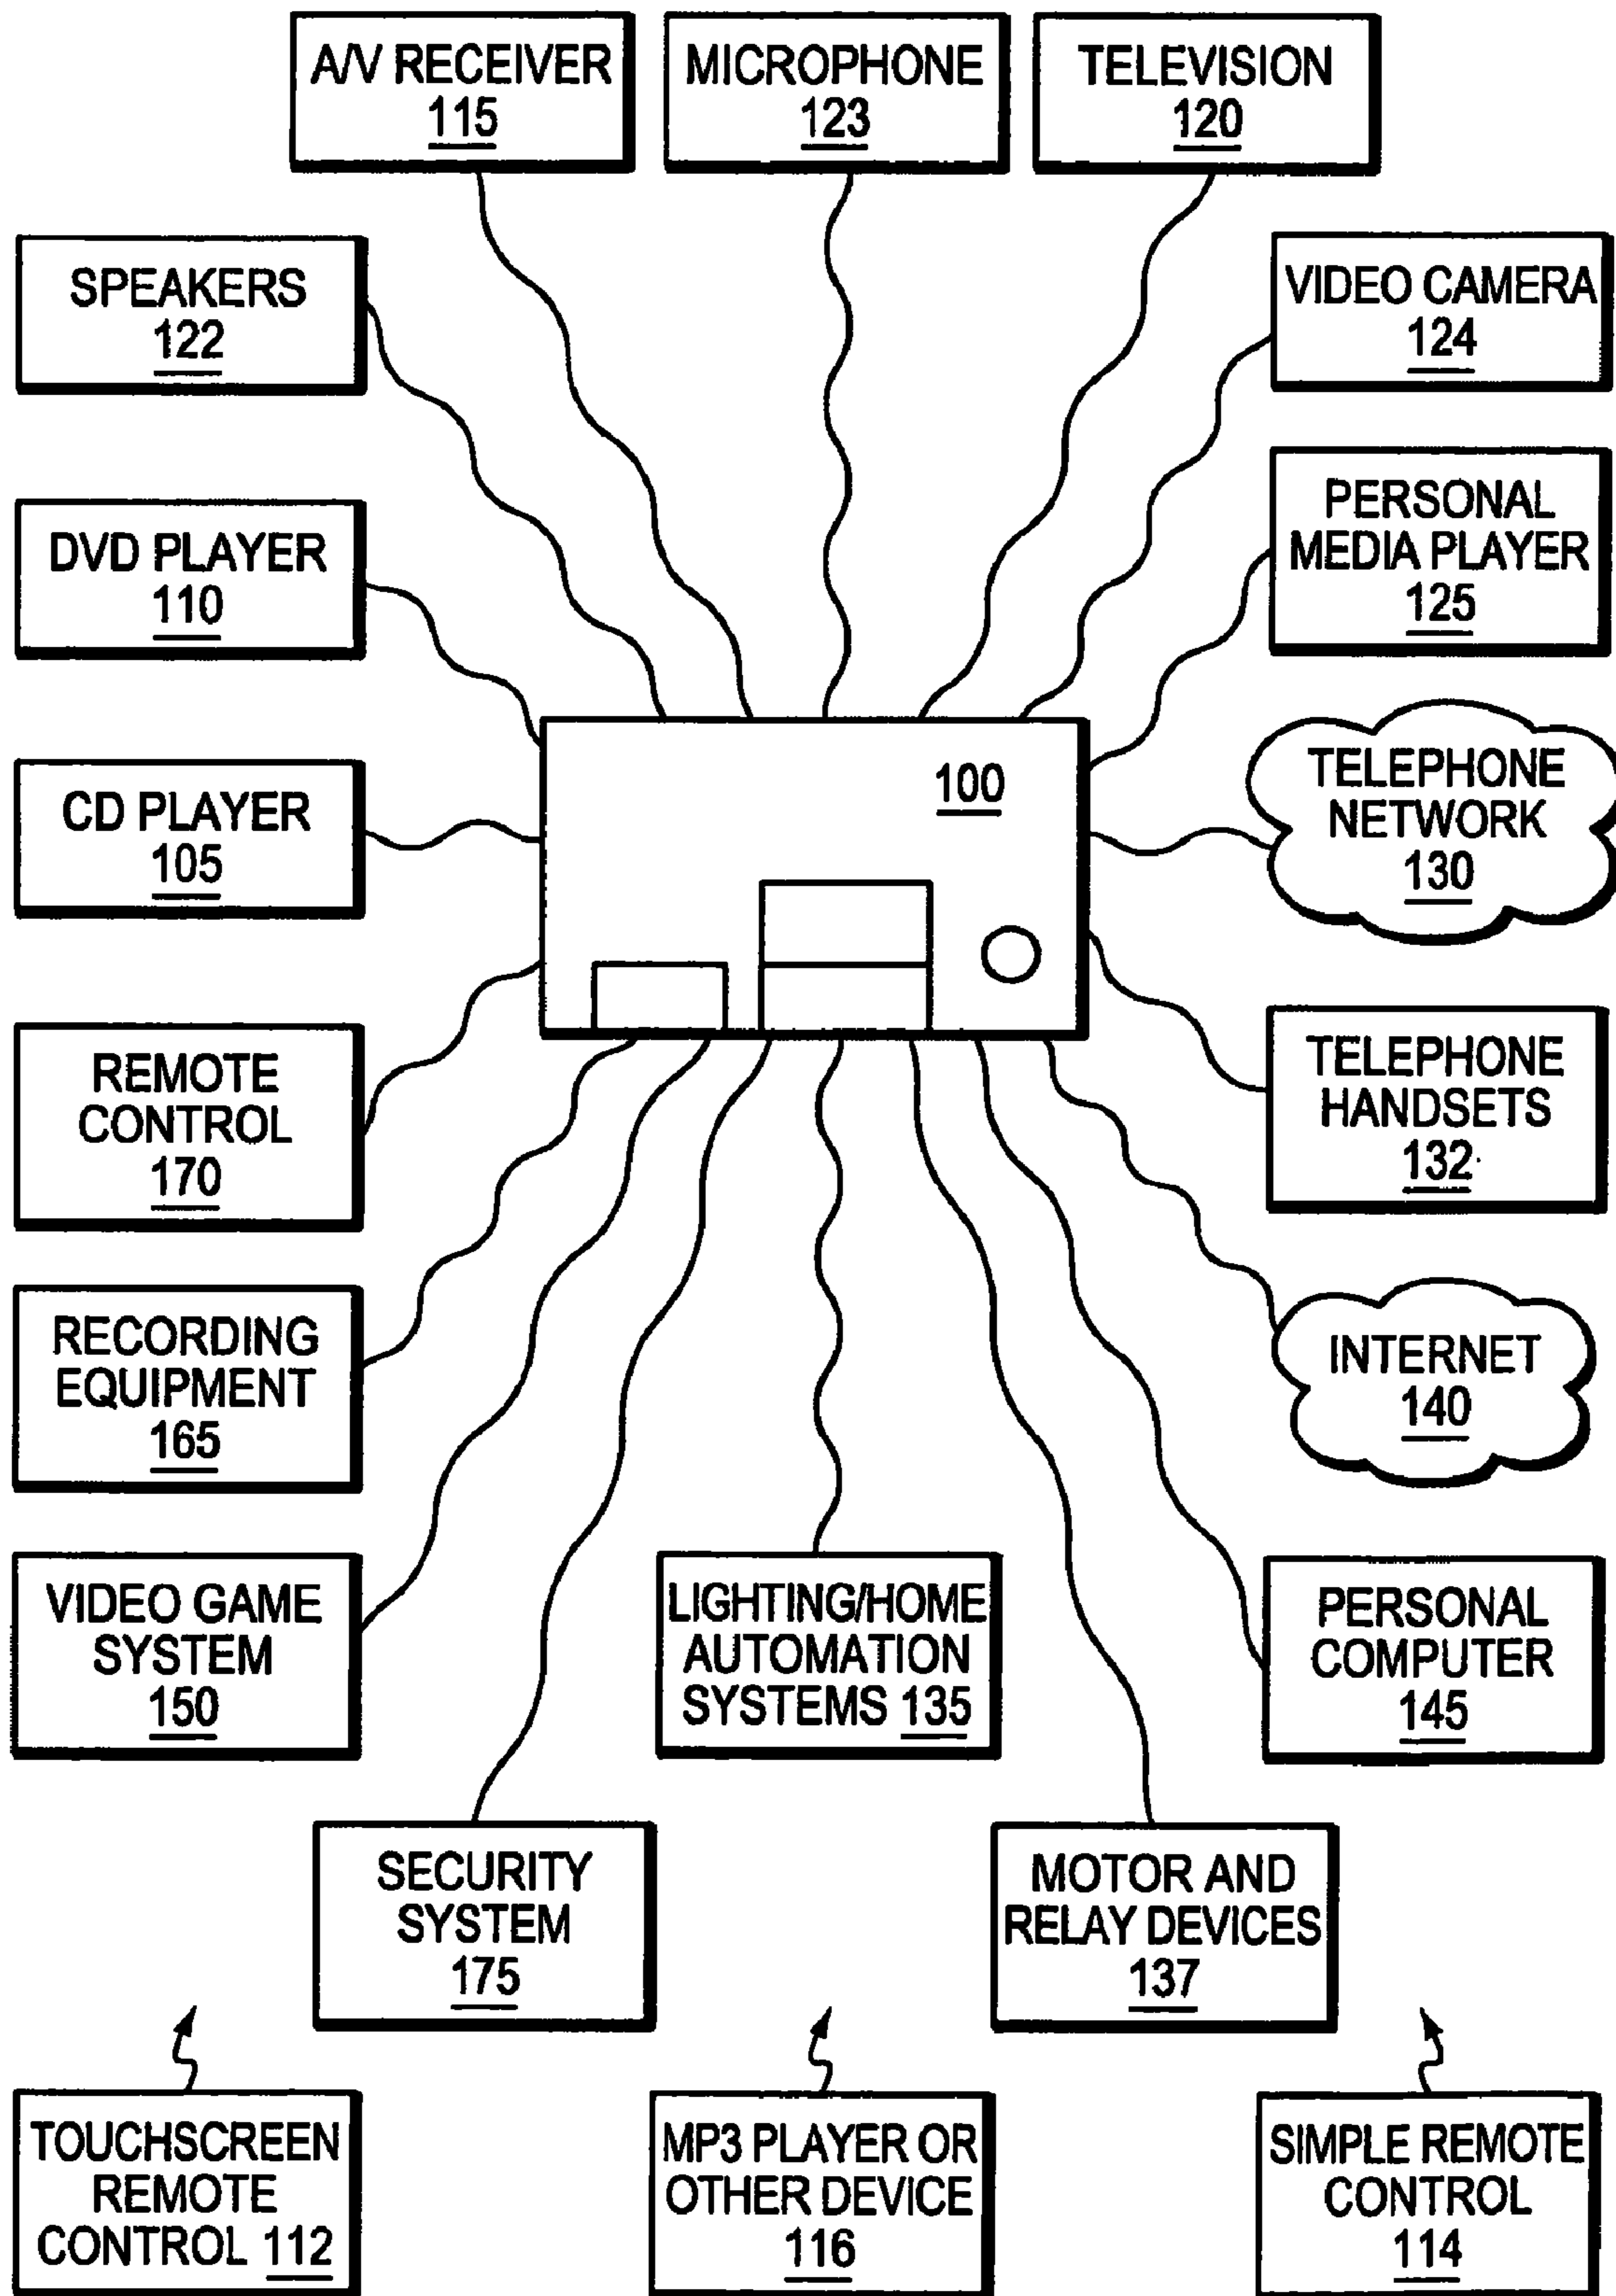 A/V RECEIVER
115
MICROPHONE
123
TELEVISION
120
SPEAKERS
122
VIDEO CAMERA
124
DVD PLAYER
110
PERSONAL
MEDIA PLAYER
125
CD PLAYER
105
100
TELEPHONE
NETWORK
130
REMOTE
CONTROL
170
TELEPHONE
HANDSETS
132
RECORDING
EQUIPMENT
165
INTERNET
140
VIDEO GAME
SYSTEM
150
LIGHTING/HOME
AUTOMATION
SYSTEMS 135
PERSONAL
COMPUTER
145
SECURITY
SYSTEM
175
MOTOR AND
RELAY DEVICES
137
TOUCHSCREEN
REMOTE
CONTROL 112
MP3 PLAYER OR
OTHER DEVICE
116
SIMPLE REMOTE
CONTROL
114